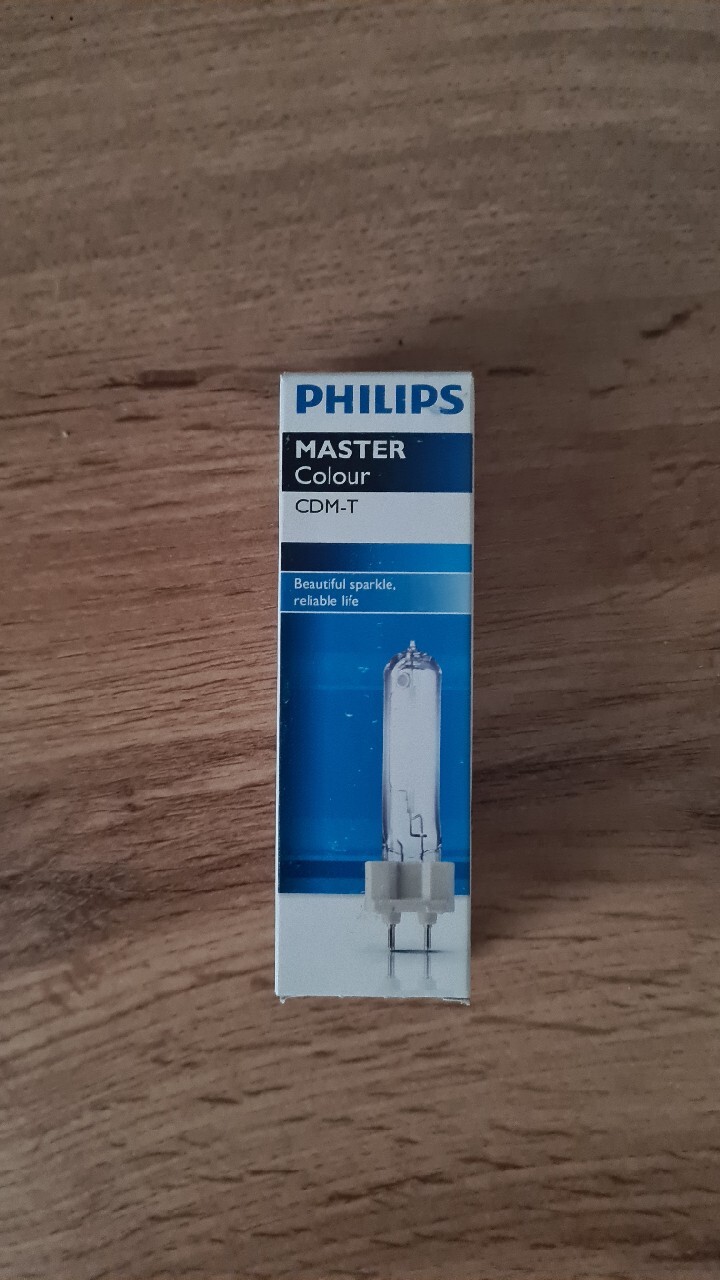 PHILIPS
MASTER
Colour
CDM-T
Beautiful sparkle,
reliable life